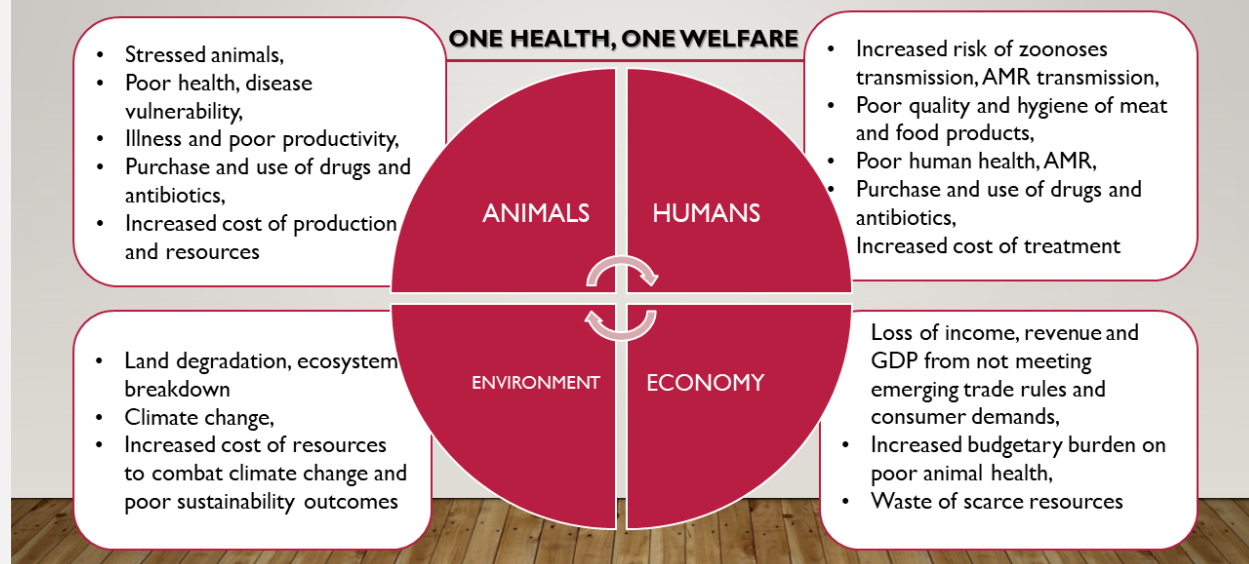 ONE HEALTH, ONE WELFARE
• Stressed animals,
• Poor health, disease
vulnerability,
• Illness and poor productivity,
• Purchase and use of drugs and
antibiotics,
• Increased cost of production
and resources
• Increased risk of zoonoses
transmission, AMR transmission,
• Poor quality and hygiene of meat
and food products,
• Poor human health, AMR,
• Purchase and use of drugs and
antibiotics,
Increased cost of treatment
ANIMALS
HUMANS
ENVIRONMENT
ECONOMY
• Land degradation, ecosystem
breakdown
• Climate change,
• Increased cost of resources
to combat climate change and
poor sustainability outcomes
Loss of income, revenue and
GDP from not meeting
emerging trade rules and
consumer demands,
• Increased budgetary burden on
poor animal health,
• Waste of scarce resources